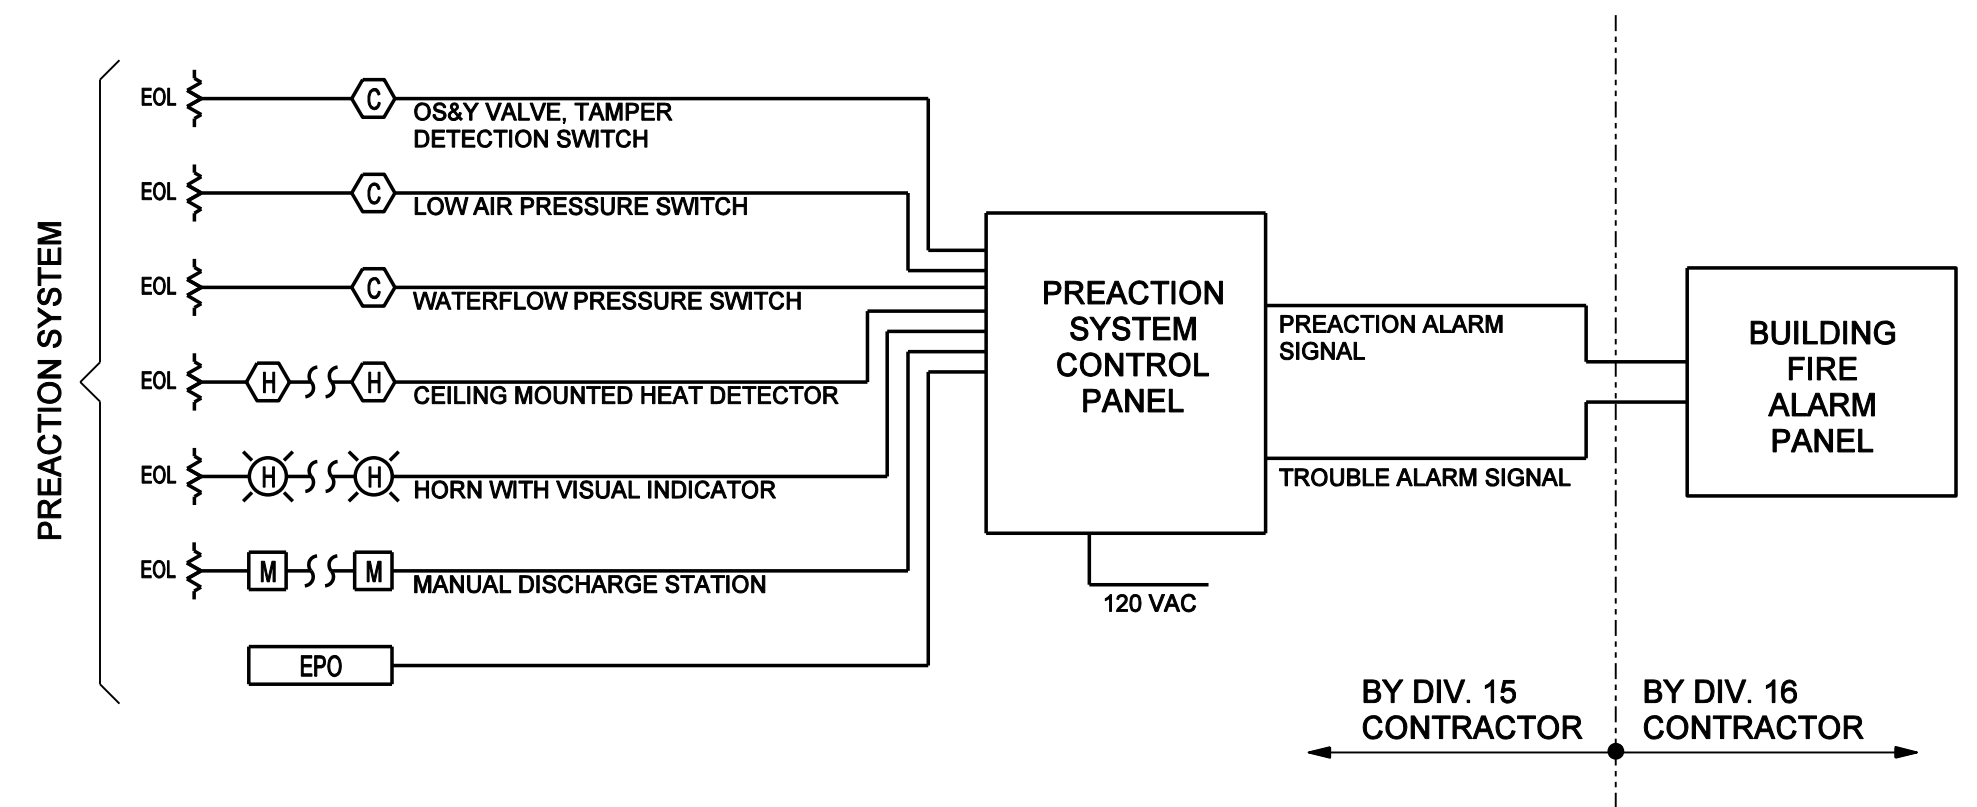 PREACTION SYSTEM
EOL
C
OS&Y VALVE, TAMPER
DETECTION SWITCH
EOL
C
LOW AIR PRESSURE SWITCH
EOL
C
WATERFLOW PRESSURE SWITCH
EOL
H
H
CEILING MOUNTED HEAT DETECTOR
EOL
H
H
HORN WITH VISUAL INDICATOR
EOL
M
M
MANUAL DISCHARGE STATION
EPO
PREACTION
SYSTEM
CONTROL
PANEL
120 VAC
PREACTION ALARM
SIGNAL
TROUBLE ALARM SIGNAL
BUILDING
FIRE
ALARM
PANEL
BY DIV. 15
CONTRACTOR
BY DIV. 16
CONTRACTOR